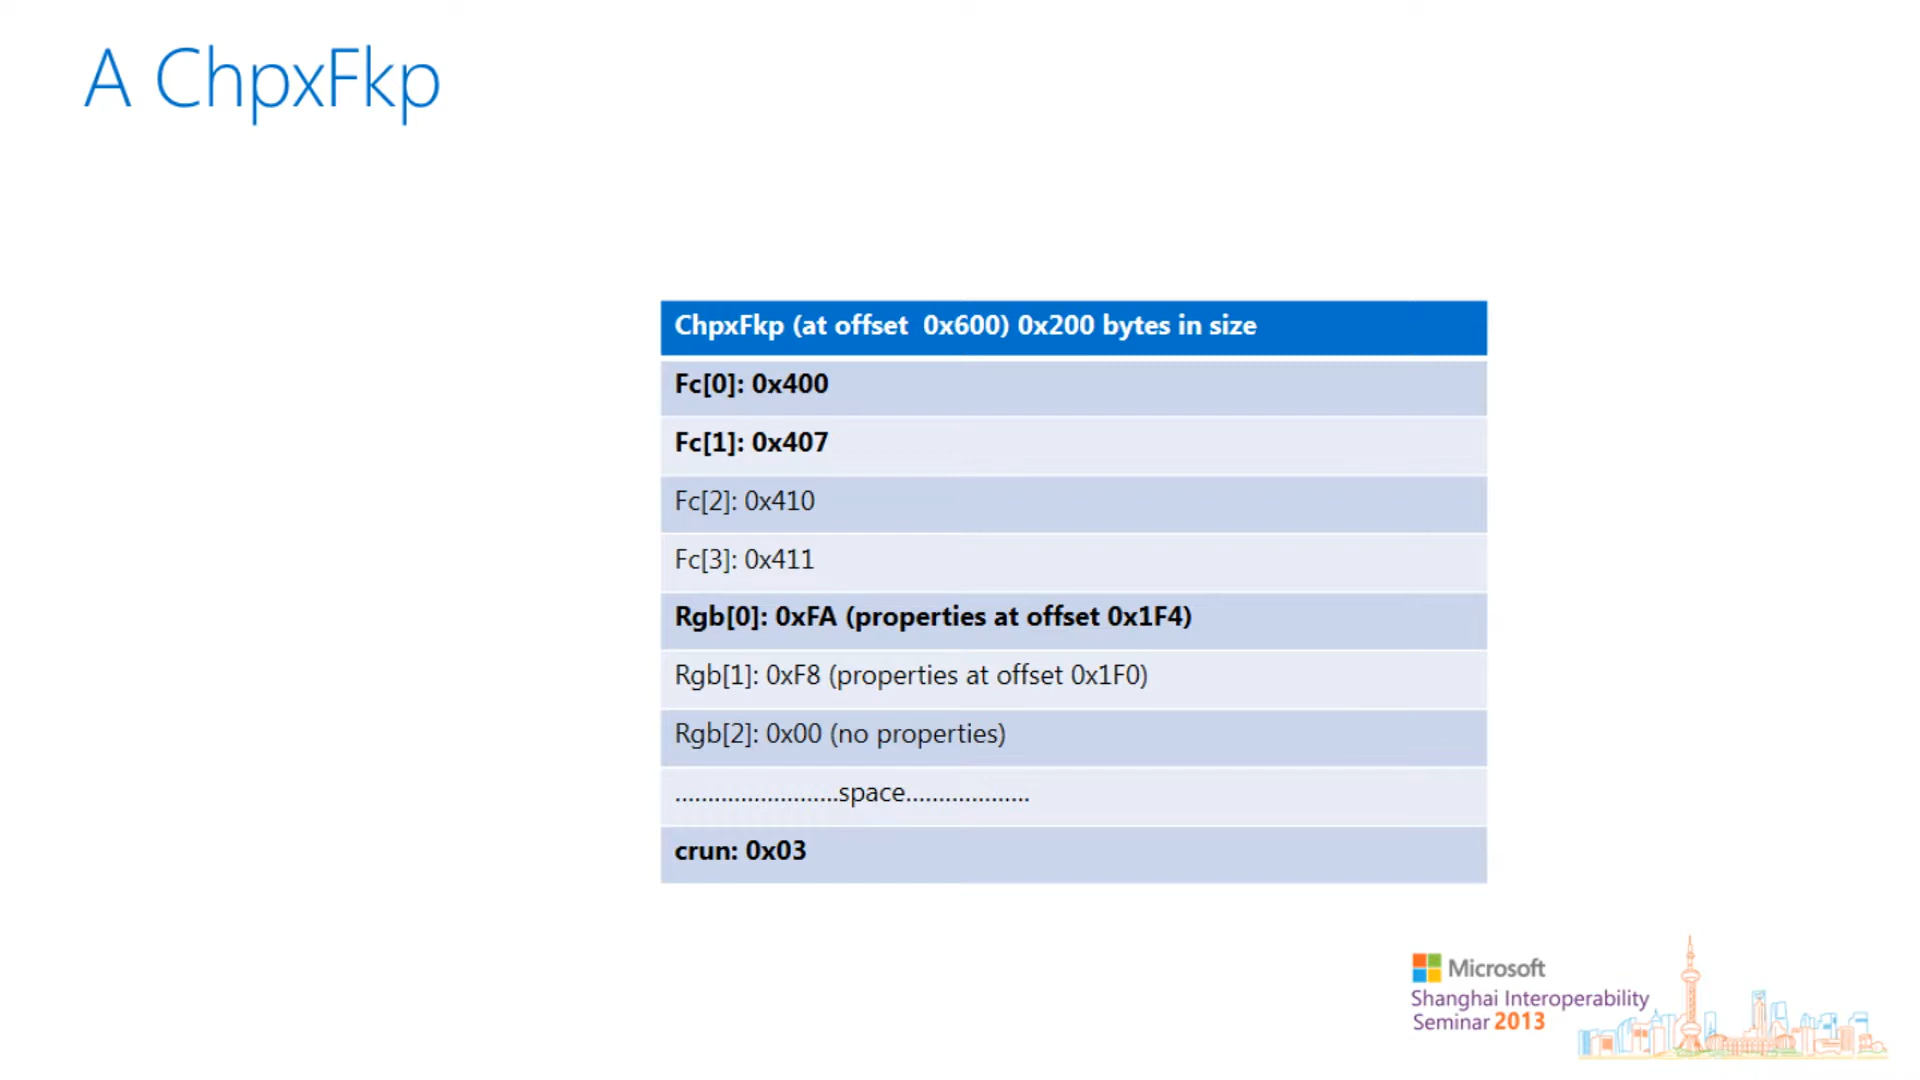 A ChpxFkp
ChpxFkp (at offset  0x600) 0x200 bytes in size
Fc[0]: 0x400
Fc[1]: 0x407
Fc[2]: 0x410
Fc[3]: 0x411
Rgb[0]: 0xFA (properties at offset 0x1F4)
Rgb[1]: 0xF8 (properties at offset 0x1F0)
Rgb[2]: 0x00 (no properties)
.........................space...................
crun: 0x03
Microsoft
Shanghai Interoperability
Seminar 2013